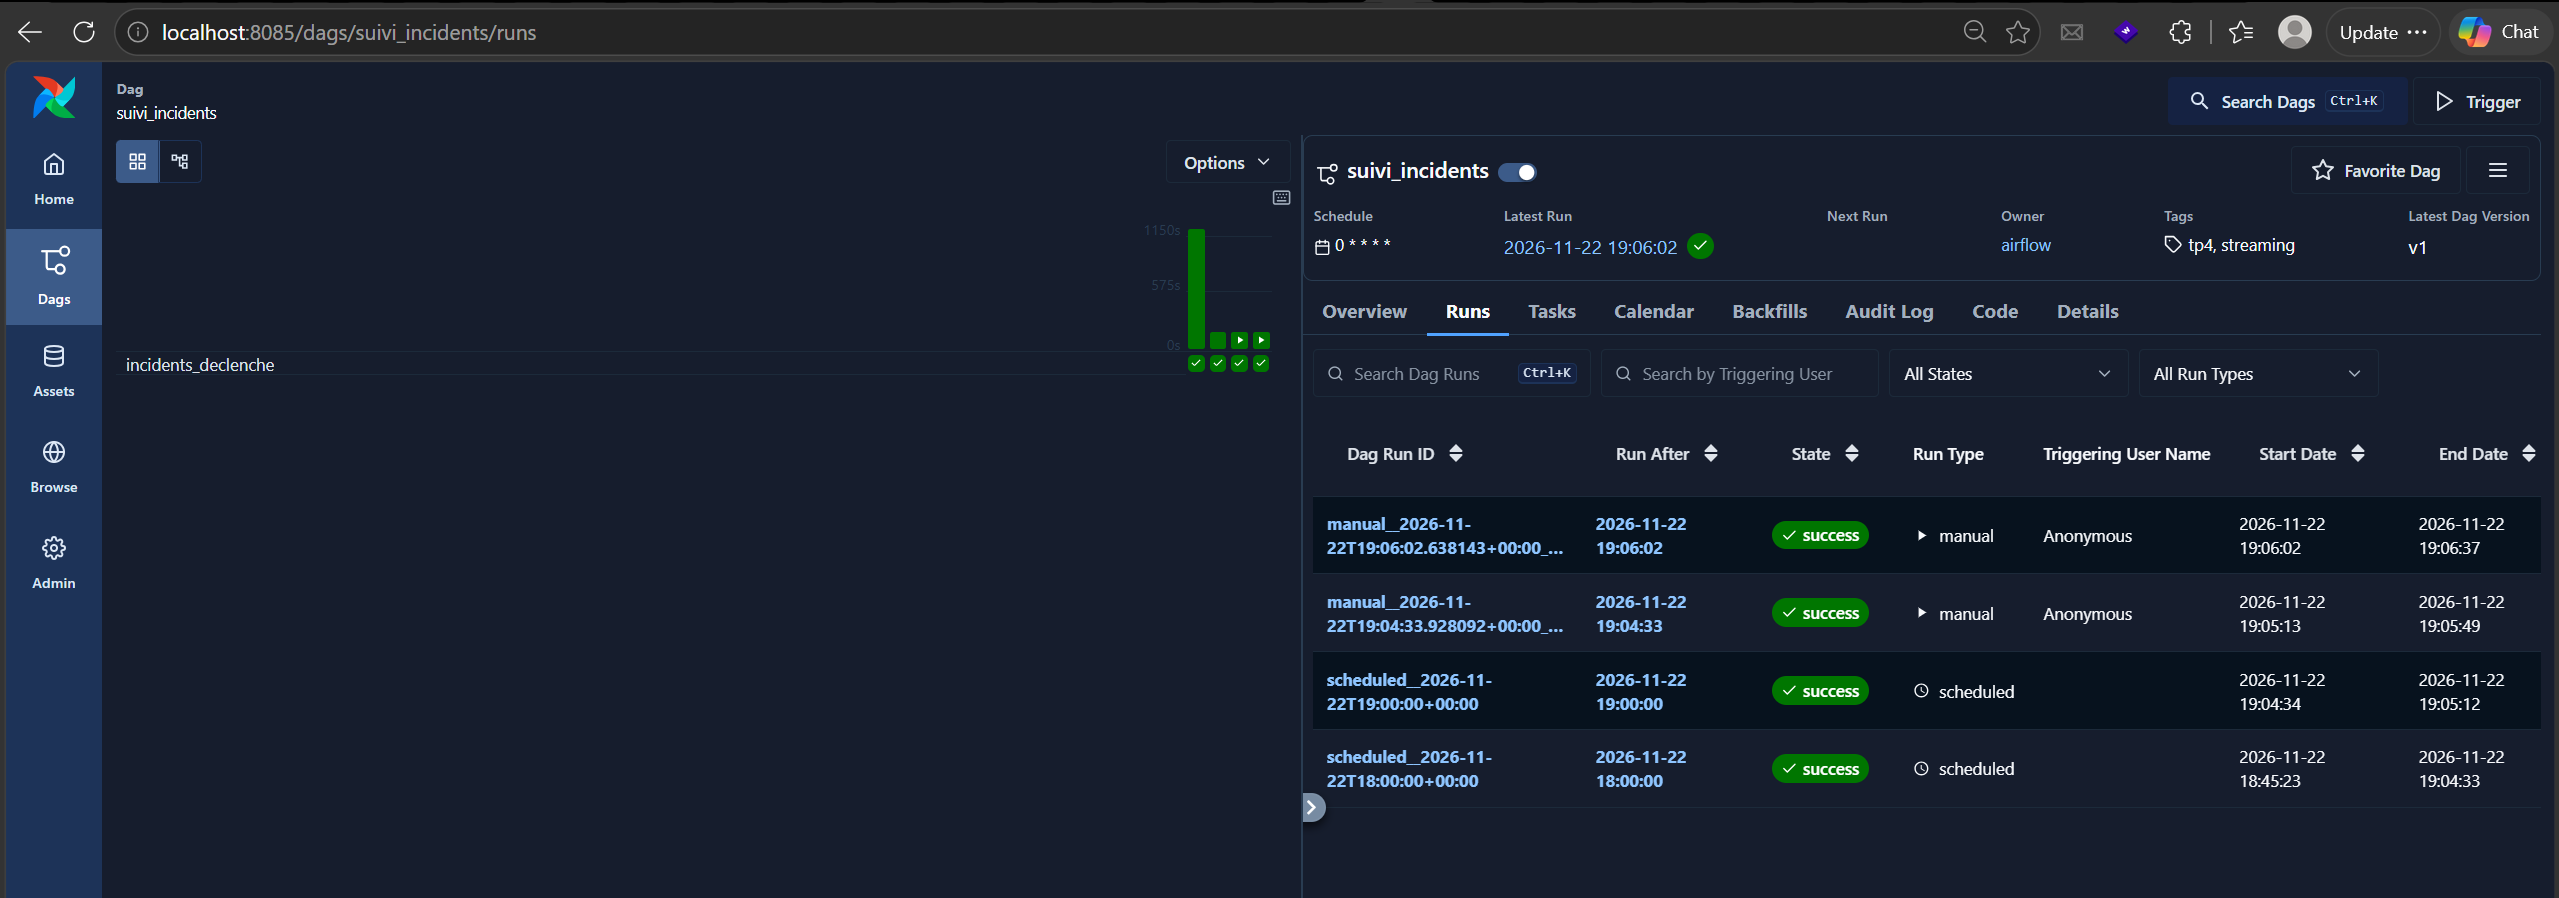 localhost:8085/dags/suivi_incidents/runs
Update
Chat
Dag
suivi_incidents
Search Dags Ctrl+K
Trigger
Home
Dags
Assets
Browse
Admin
Options
1150s
575s
0s
incidents_declenche
suivi_incidents
Favorite Dag
Schedule
Latest Run
Next Run
Owner
Tags
Latest Dag Version
0 * * * *
2026-11-22 19:06:02
airflow
tp4, streaming
v1
Overview Runs Tasks Calendar Backfills Audit Log Code Details
Search Dag Runs Ctrl+K
Search by Triggering User
All States
All Run Types
Dag Run ID Run After State Run Type Triggering User Name Start Date End Date
manual__2026-11-
22T19:06:02.638143+00:00_...
2026-11-22
19:06:02
success
manual
Anonymous
2026-11-22
19:06:02
2026-11-22
19:06:37
manual__2026-11-
22T19:04:33.928092+00:00_...
2026-11-22
19:04:33
success
manual
Anonymous
2026-11-22
19:05:13
2026-11-22
19:05:49
scheduled__2026-11-
22T19:00:00+00:00
2026-11-22
19:00:00
success
scheduled
2026-11-22
19:04:34
2026-11-22
19:05:12
scheduled__2026-11-
22T18:00:00+00:00
2026-11-22
18:00:00
success
scheduled
2026-11-22
18:45:23
2026-11-22
19:04:33